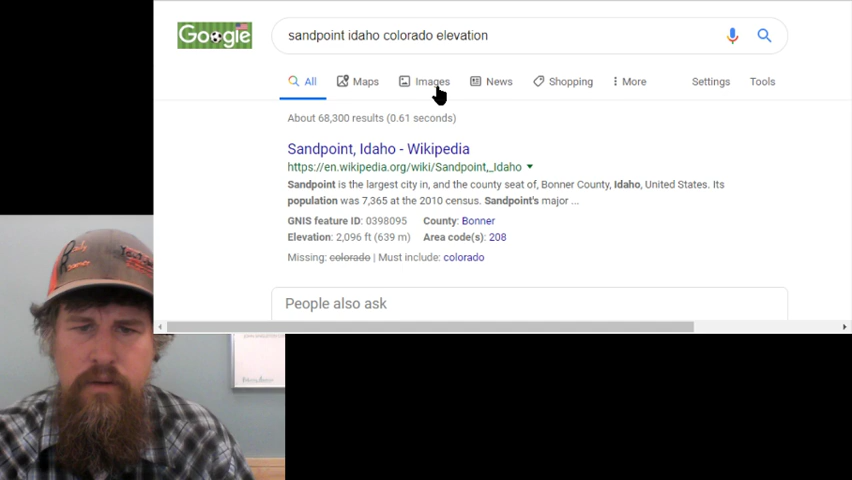 Google
sandpoint idaho colorado elevation
All
Maps
Images
News
Shopping
More
Settings
Tools
About 68,300 results (0.61 seconds)
Sandpoint, Idaho - Wikipedia
https://en.wikipedia.org/wiki/Sandpoint,_Idaho
Sandpoint is the largest city in, and the county seat of, Bonner County, Idaho, United States. Its
population was 7,365 at the 2010 census. Sandpoint's major ...
GNIS feature ID: 0398095 County: Bonner
Elevation: 2,096 ft (639 m) Area code(s): 208
Missing: colorado | Must include: colorado
People also ask